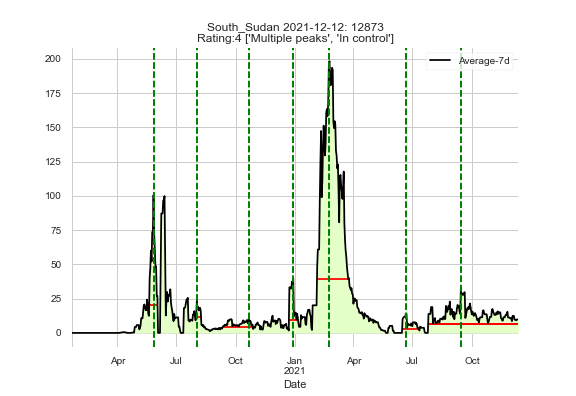 South_Sudan 2021-12-12: 12873
Rating:4 ['Multiple peaks', 'In control']
Average-7d
200
175
150
125
100
75
50
25
0
Apr Jul Oct Jan Apr Jul Oct
2021
Date